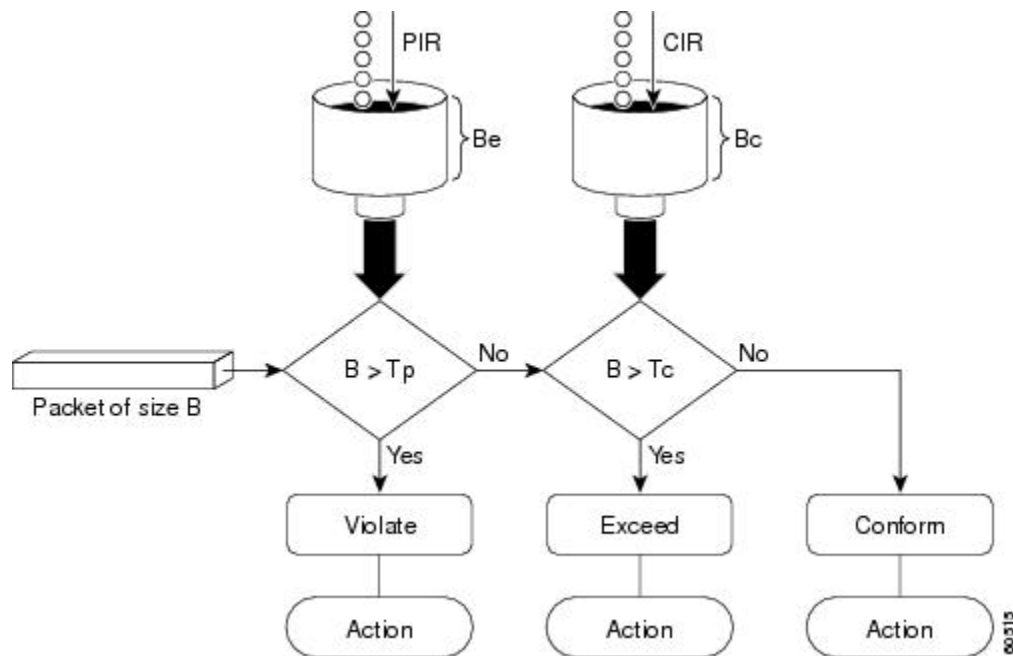 PIR
CIR
Be
Bc
B > Tp
No
B > Tc
No
Packet of size B
Yes
Yes
Violate
Exceed
Conform
Action
Action
Action
60515